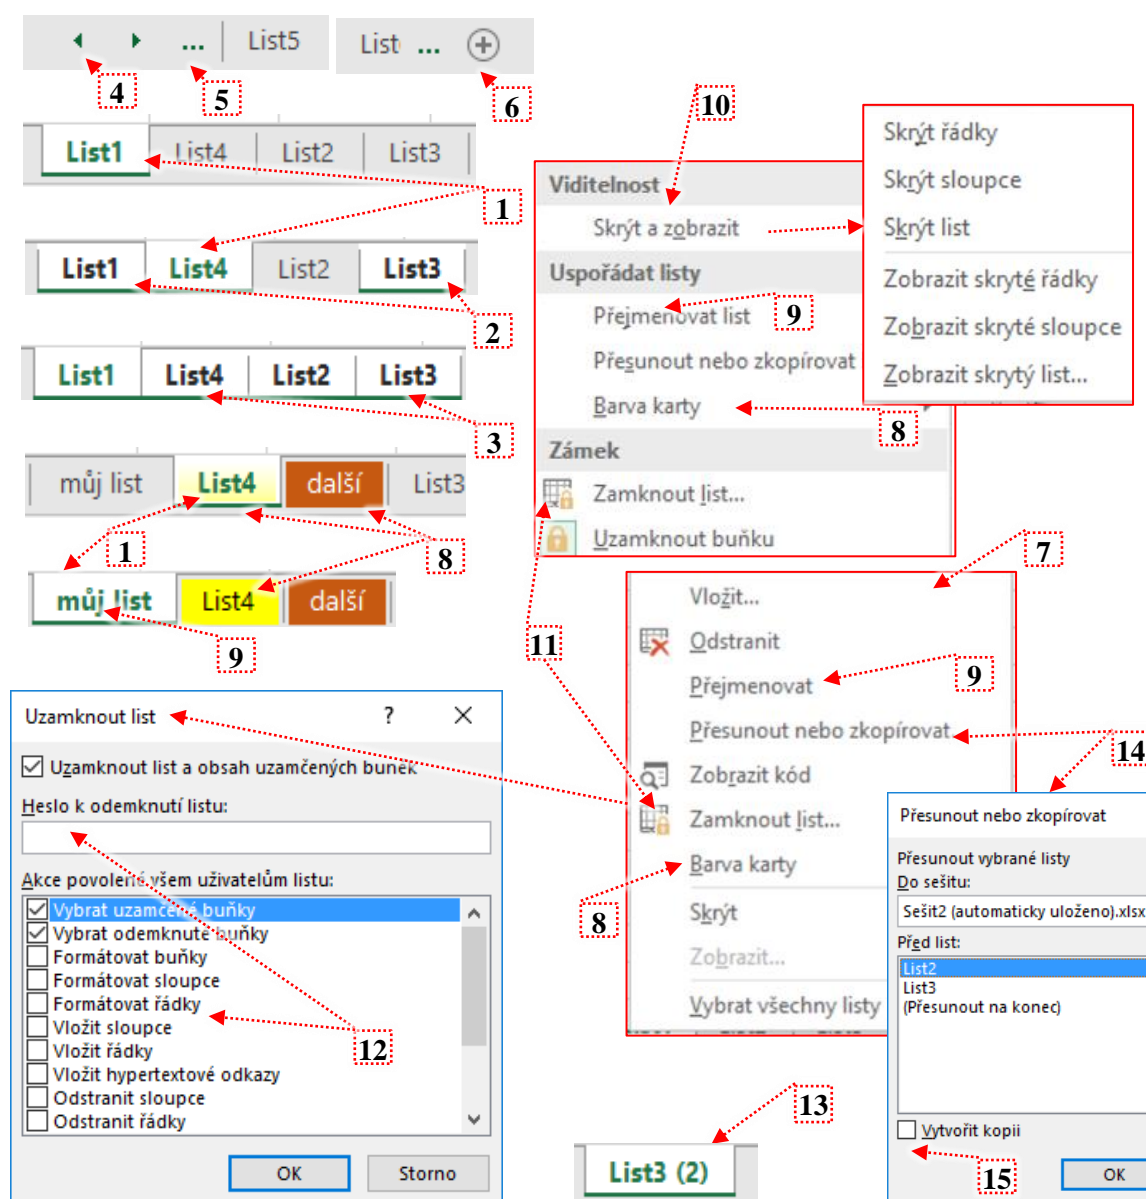 List5
List
...
...
4
5
6
10
List1 List4 List2 List3
1
List1 List4 List2 List3
2
List1 List4 List2 List3
3
můj list List4 další List3
1
8
můj list List4 další
9
Viditelnost
Skrýt a zobrazit
Uspořádat listy
Přejmenovat list
9
Přesunout nebo zkopírovat
Barva karty
8
Zámek
Zamknout list...
Uzamknout buňku
Skrýt řádky
Skrýt sloupce
Skrýt list
Zobrazit skryté řádky
Zobrazit skryté sloupce
Zobrazit skrytý list...
7
11
Vložit...
Odstranit
Přejmenovat
9
Přesunout nebo zkopírovat
14
Zobrazit kód
Zamknout list...
Barva karty
8
Skrýt
Zobrazit...
Vybrat všechny listy
Uzamknout list
?
Uzamknout list a obsah uzamčených buněk
Heslo k odemknutí listu:
Akce povolené všem uživatelům listu:
Vybrat uzamčené buňky
Vybrat odemknuté buňky
Formátovat buňky
Formátovat sloupce
Formátovat řádky
Vložit sloupce
Vložit řádky
Vložit hypertextové odkazy
Odstranit sloupce
Odstranit řádky
12
OK Storno
13
List3 (2)
Přesunout nebo zkopírovat
Přesunout vybrané listy
Do sešitu:
Sešit2 (automaticky uloženo).xlsx
Před list:
List2
List3
(Přesunout na konec)
Vytvořit kopii
15
OK